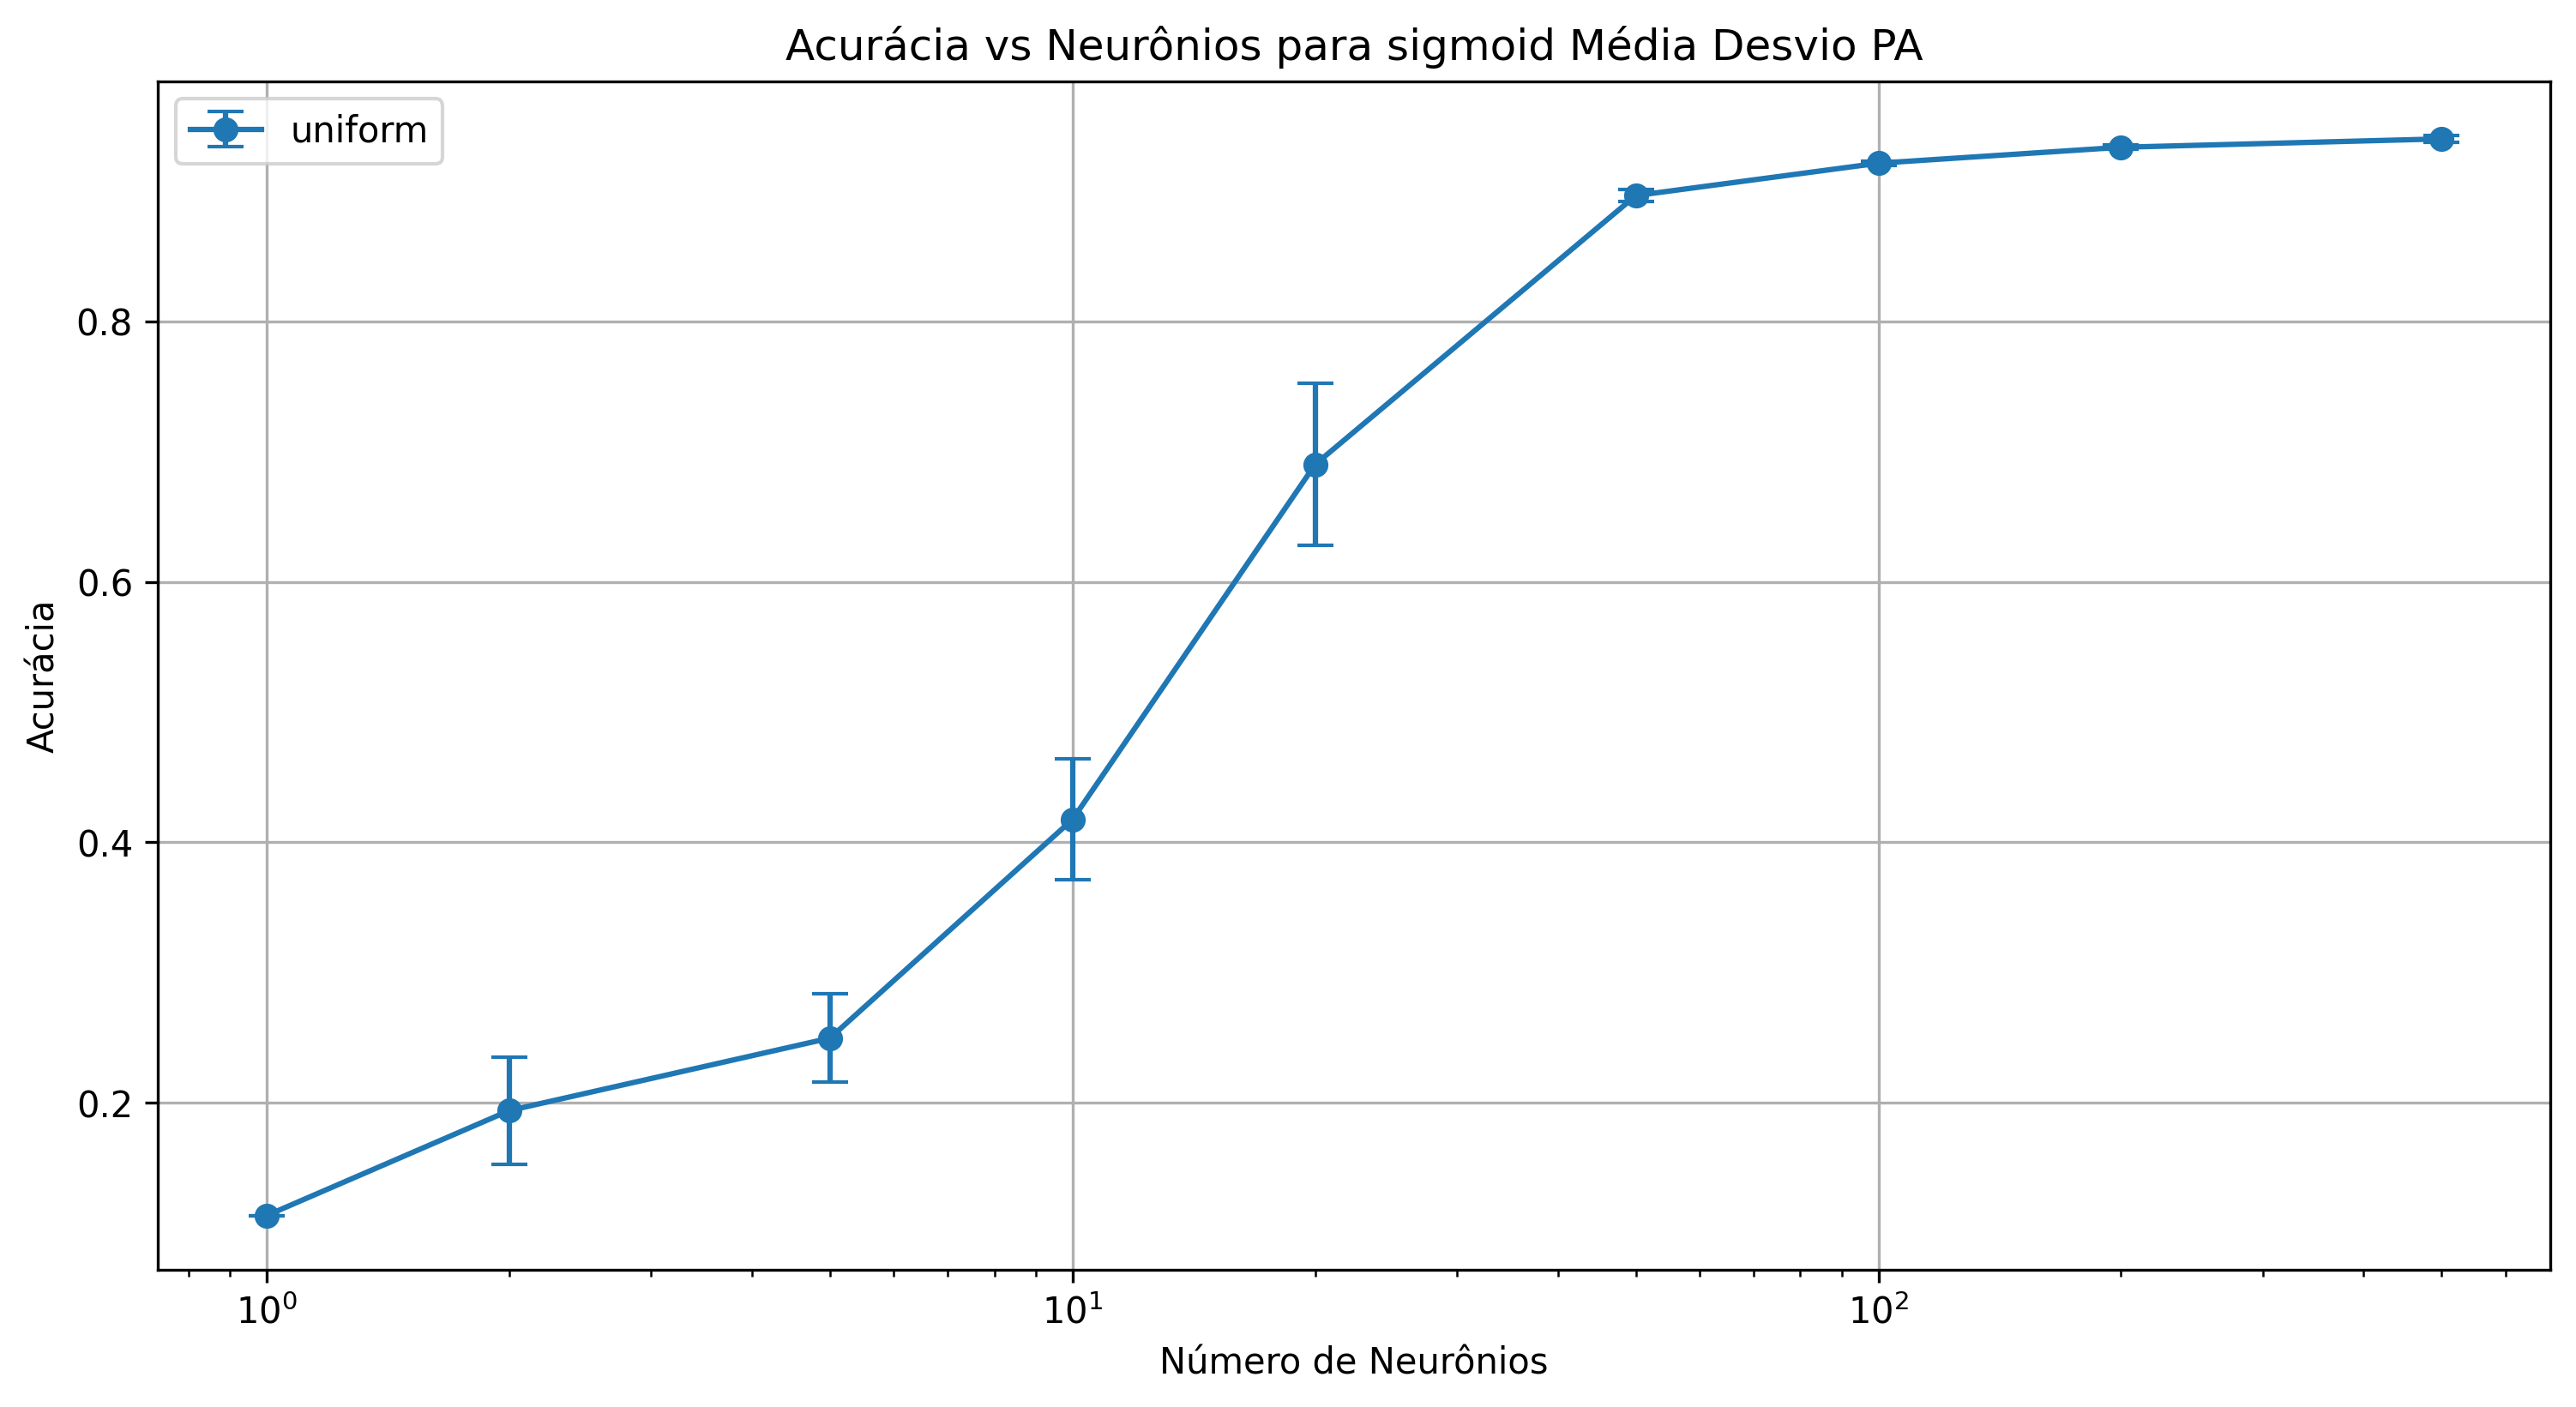 Acurácia vs Neurônios para sigmoid Média Desvio PA
uniform
Acurácia
0.8
0.6
0.4
0.2
10⁰
10¹
10²
Número de Neurônios